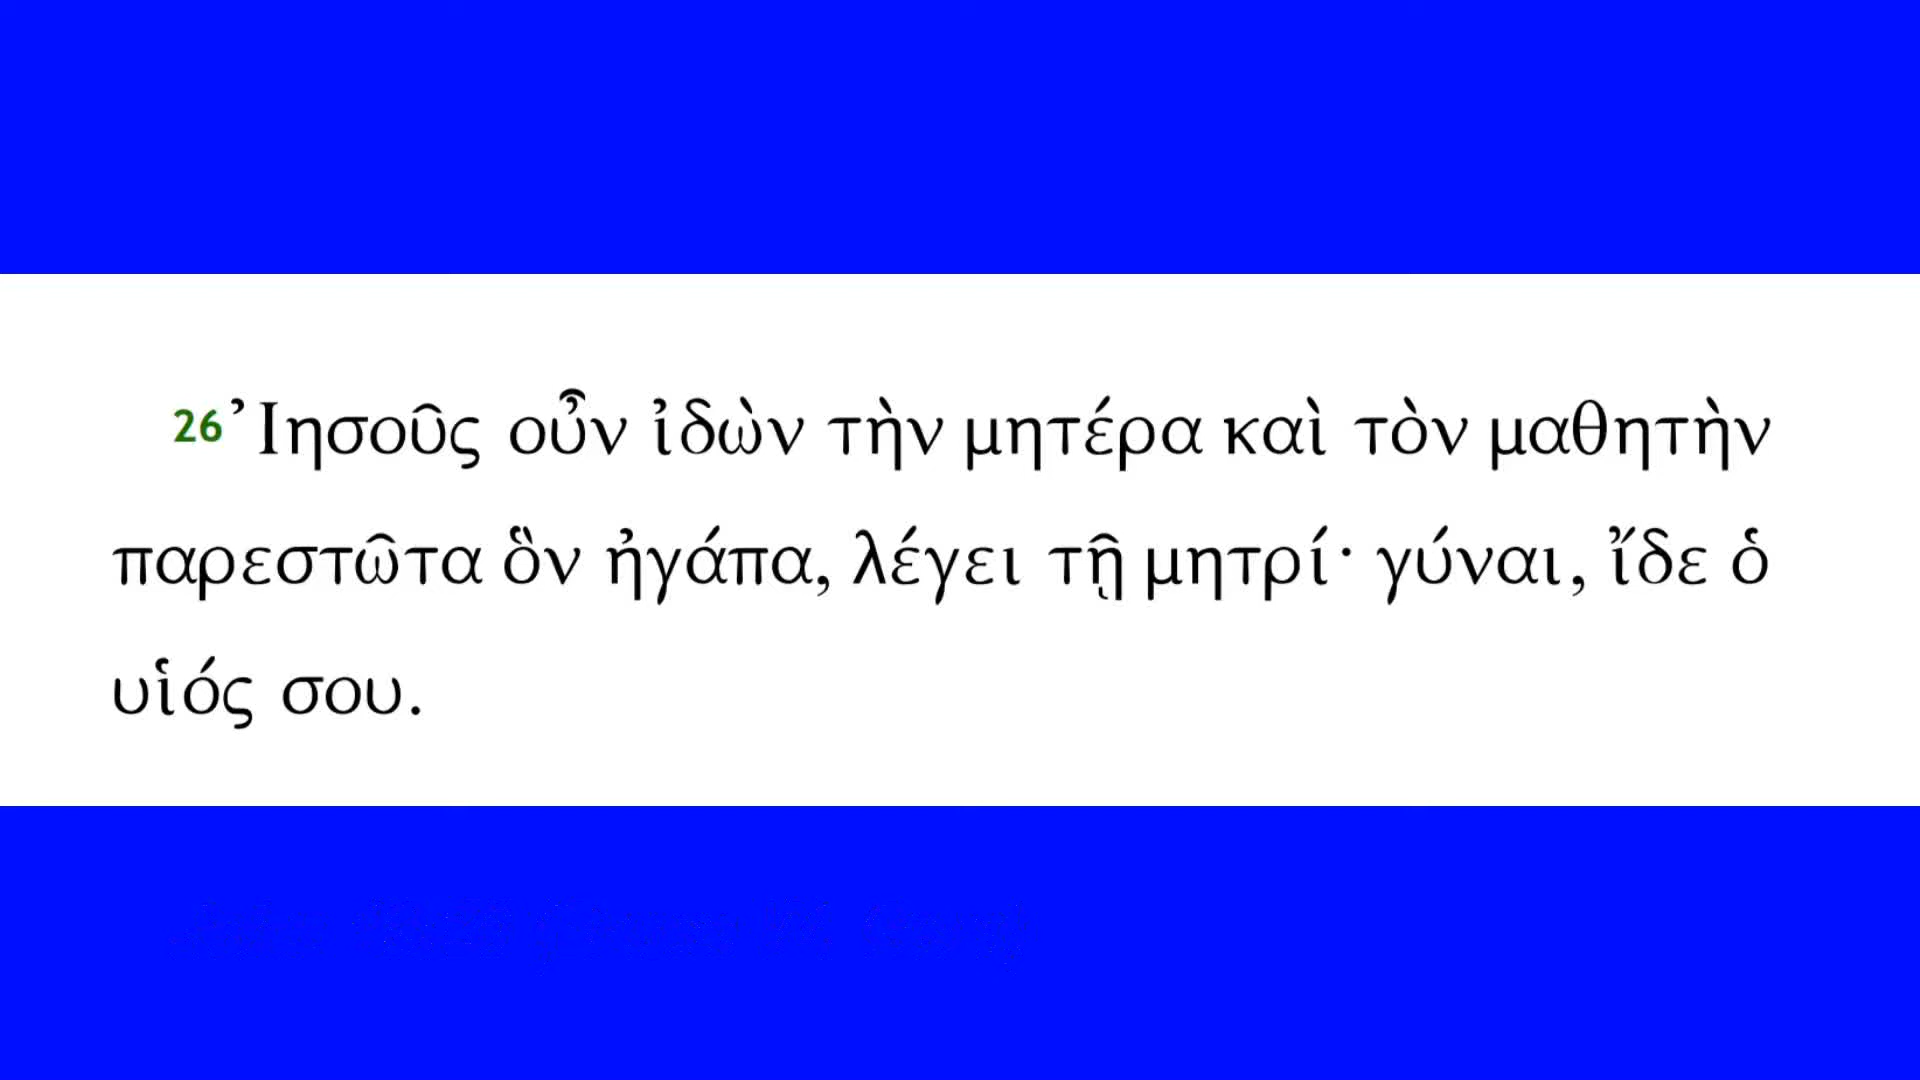 26 Ἰησοῦς οὖν ἰδὼν τὴν μητέρα καὶ τὸν μαθητὴν
παρεστῶτα ὃν ἠγάπα, λέγει τῇ μητρί· γύναι, ἴδε ὁ
υἱός σου.